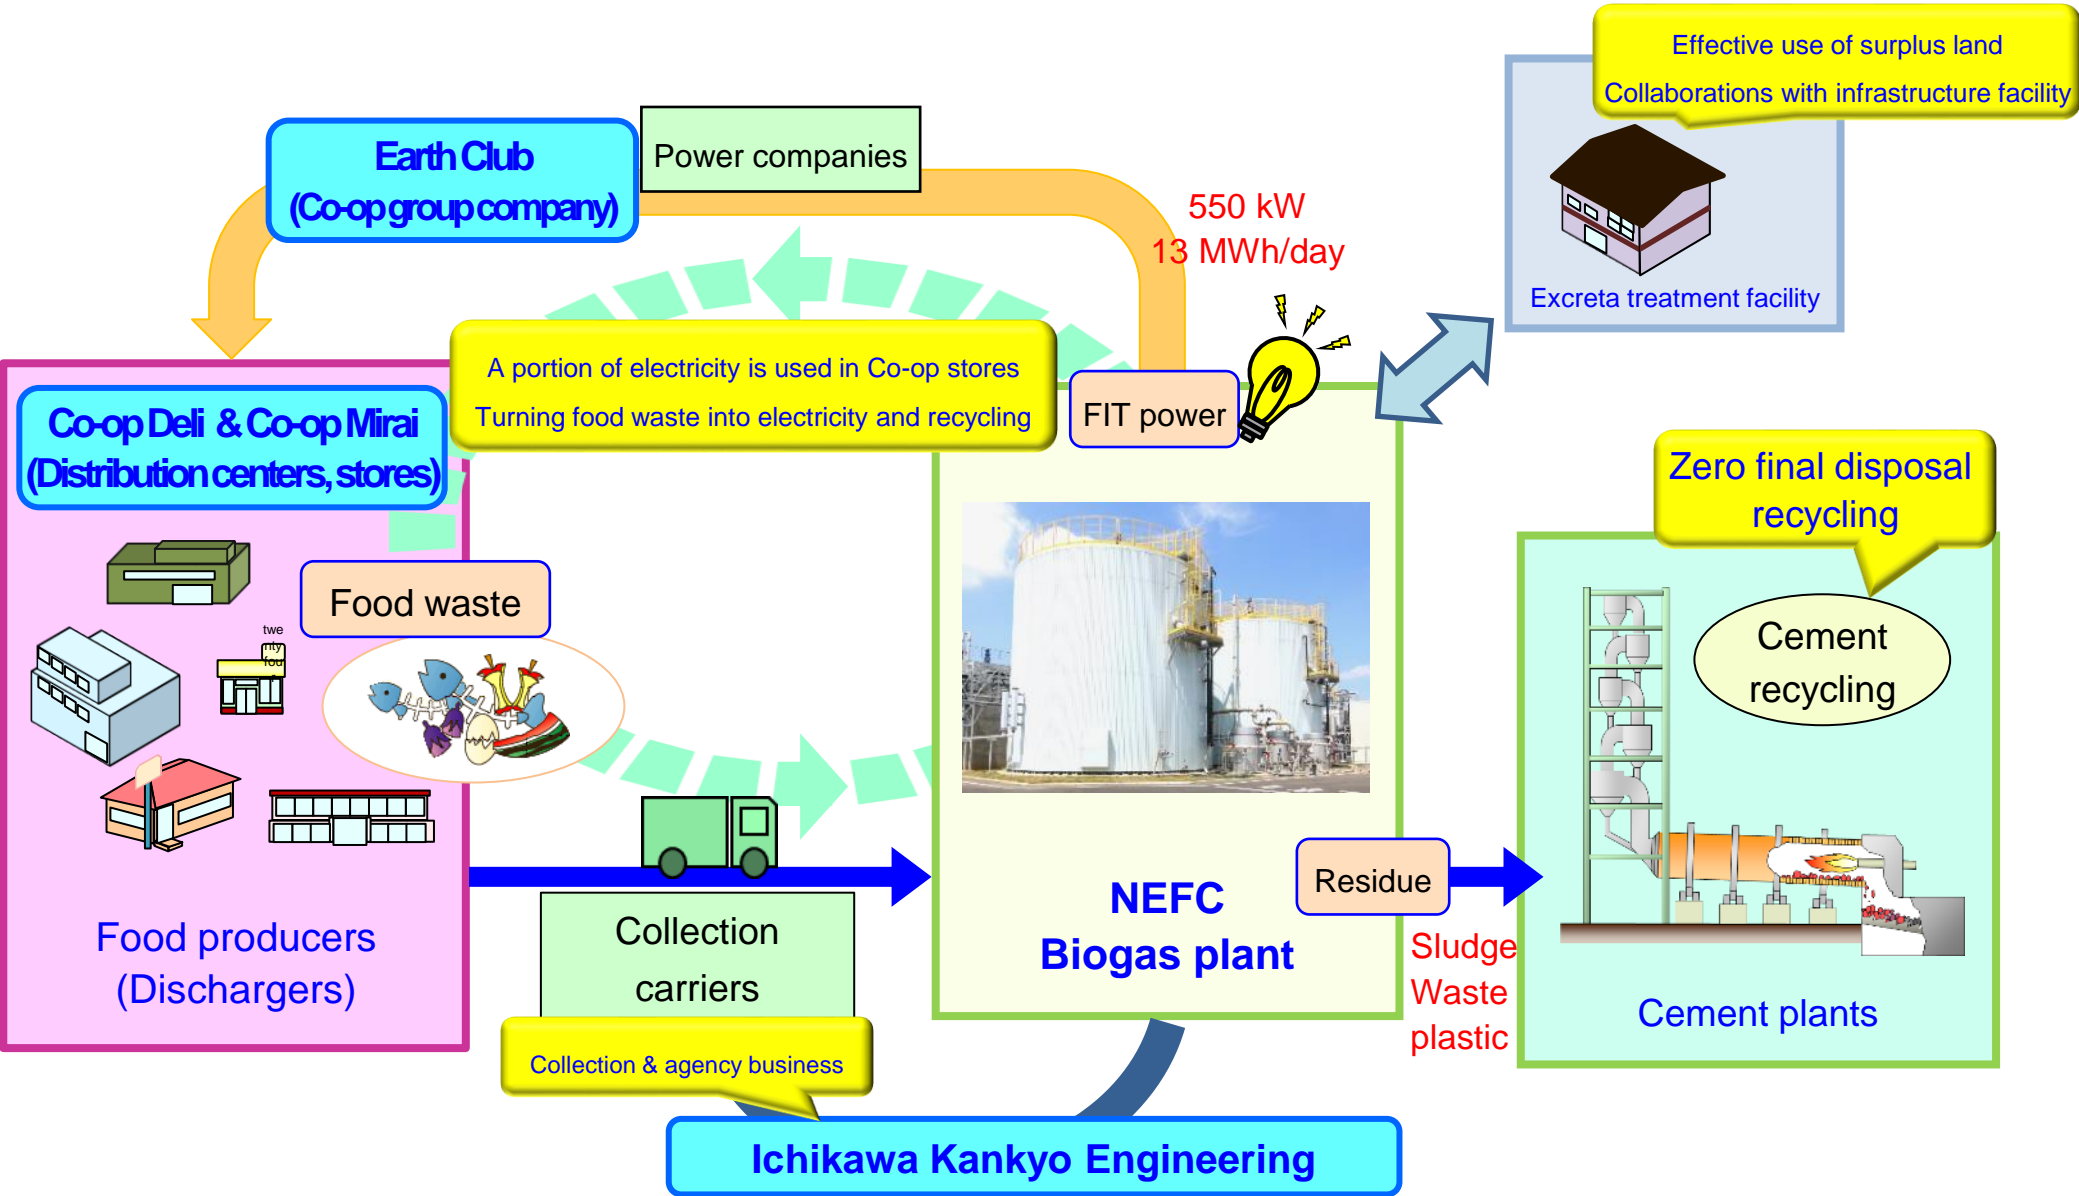 Effective use of surplus land
Collaborations with infrastructure facility
Excreta treatment facility
Earth Club
(Co-op group company)
Power companies
550 kW
13 MWh/day
A portion of electricity is used in Co-op stores
Turning food waste into electricity and recycling
FIT power
Co-op Deli & Co-op Mirai
(Distribution centers, stores)
Food waste
twe
nty
fou
Food producers
(Dischargers)
Collection
carriers
Collection & agency business
NEFC
Biogas plant
Residue
Sludge
Waste
plastic
Zero final disposal
recycling
Cement
recycling
Cement plants
Ichikawa Kankyo Engineering